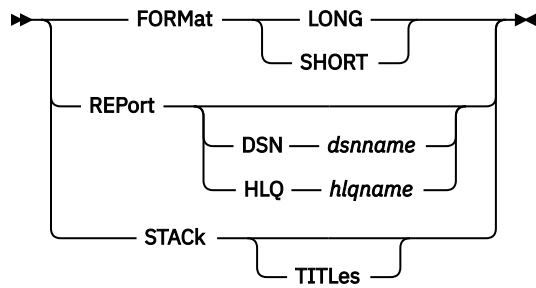 FORMat LONG
SHORT
REPort
DSN dsnname
HLQ hlqname
STACk
TITLes